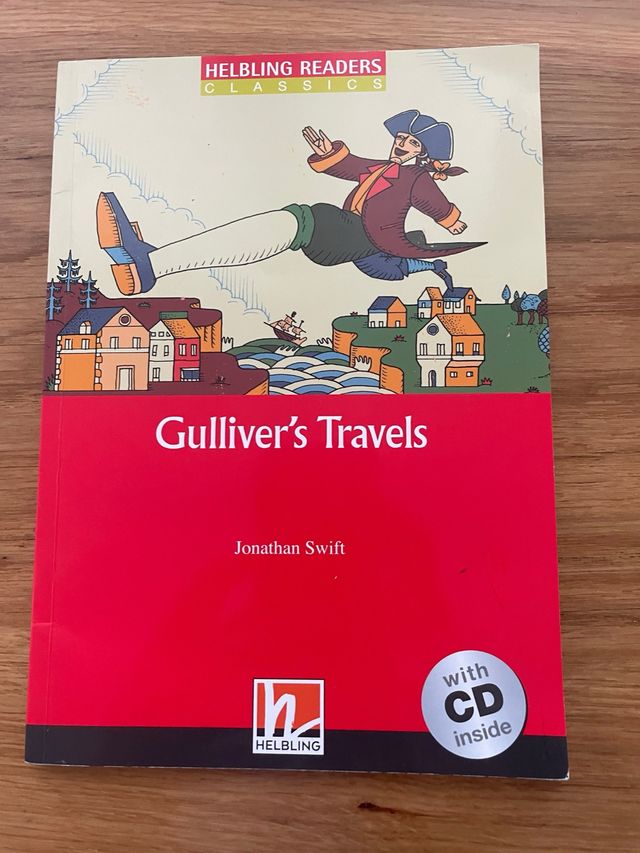 HELBLING READERS
CLASSICS
Gulliver's Travels
Jonathan Swift
with
CD
inside
h
HELBLING